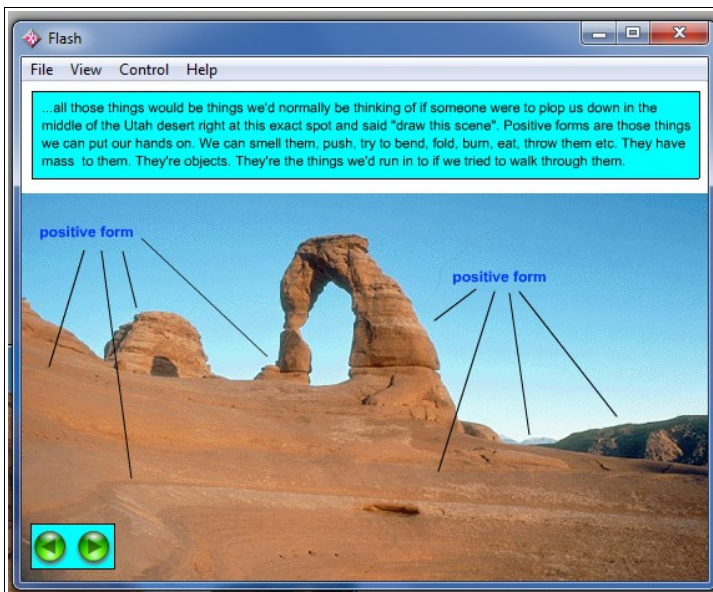 Flash
File View Control Help
...all those things would be things we'd normally be thinking of if someone were to plop us down in the
middle of the Utah desert right at this exact spot and said "draw this scene". Positive forms are those things
we can put our hands on. We can smell them, push, try to bend, fold, burn, eat, throw them etc. They have
mass to them. They're objects. They're the things we'd run in to if we tried to walk through them.
positive form
positive form